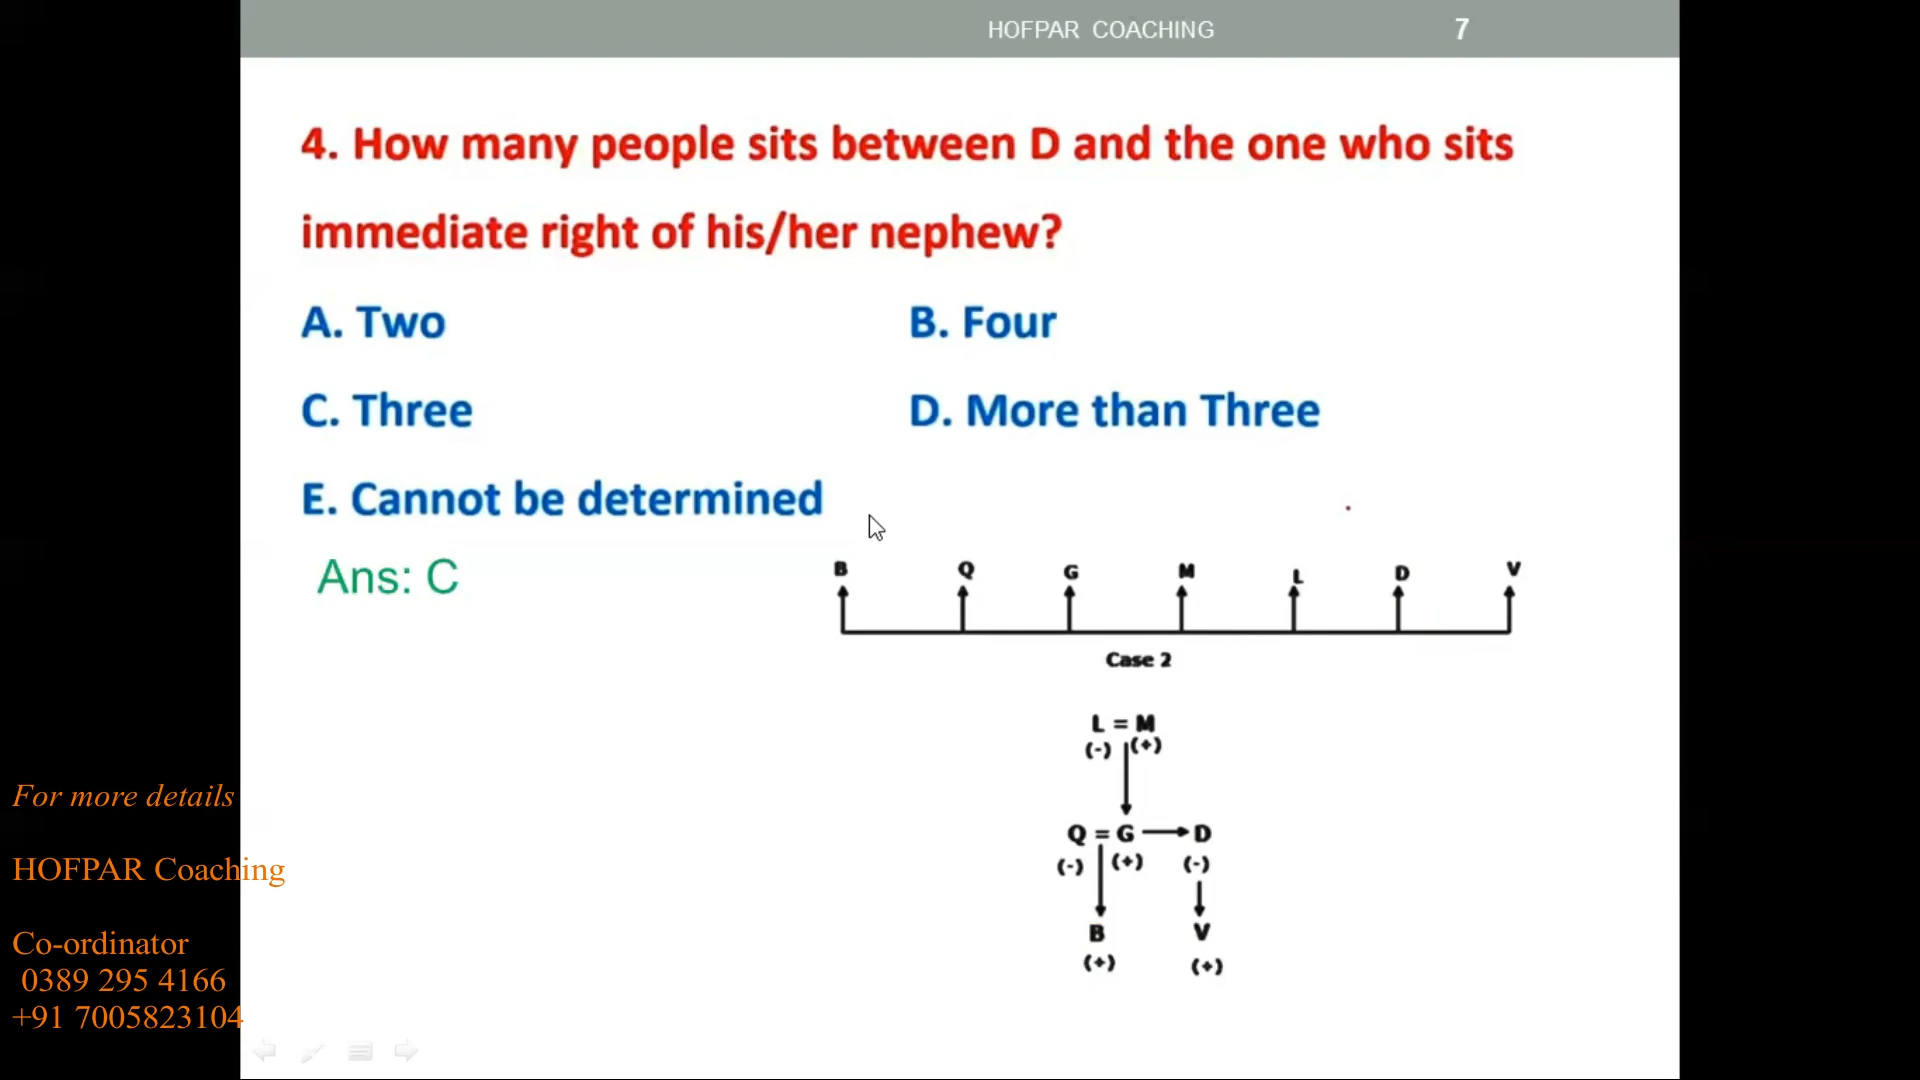 HOFPAR COACHING 7
4. How many people sits between D and the one who sits
immediate right of his/her nephew?
A. Two B. Four
C. Three D. More than Three
E. Cannot be determined
Ans: C
B Q G M L D V
Case 2
L = M
(-) (+)
Q = G D
(-) (+) (-)
B V
(+) (+)
For more details
HOFPAR Coaching
Co-ordinator
0389 295 4166
+91 7005823104